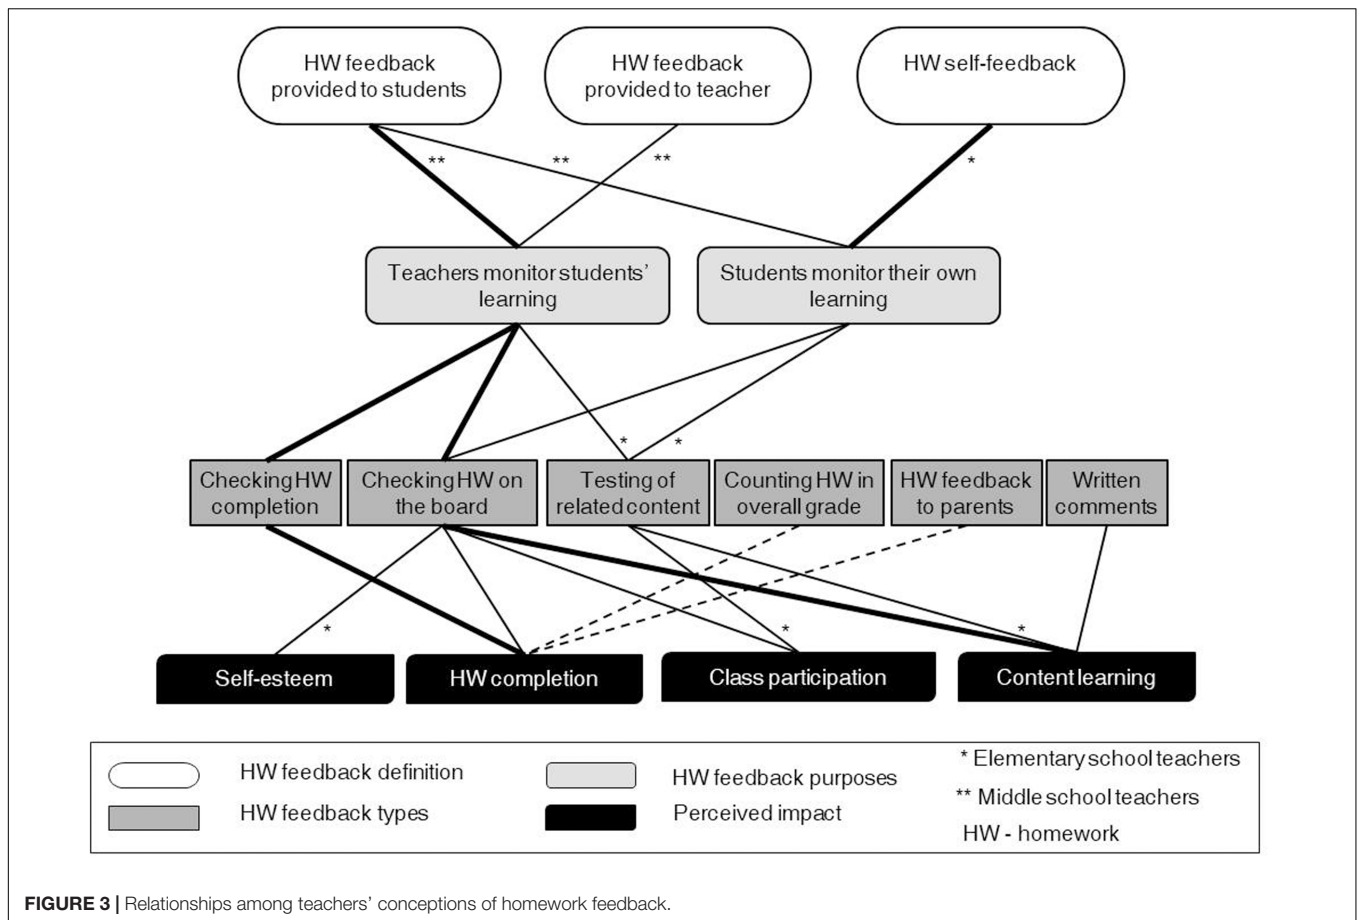 HW feedback
provided to students
HW feedback
provided to teacher
HW self-feedback
**
**
**
*
Teachers monitor students’
learning
Students monitor their own
learning
*
*
Checking HW
completion
Checking HW on
the board
Testing of
related content
Counting HW in
overall grade
HW feedback
to parents
Written
comments
*
*
*
Self-esteem
HW completion
Class participation
Content learning
HW feedback definition
HW feedback types
HW feedback purposes
Perceived impact
* Elementary school teachers
** Middle school teachers
HW - homework
FIGURE 3 | Relationships among teachers’ conceptions of homework feedback.